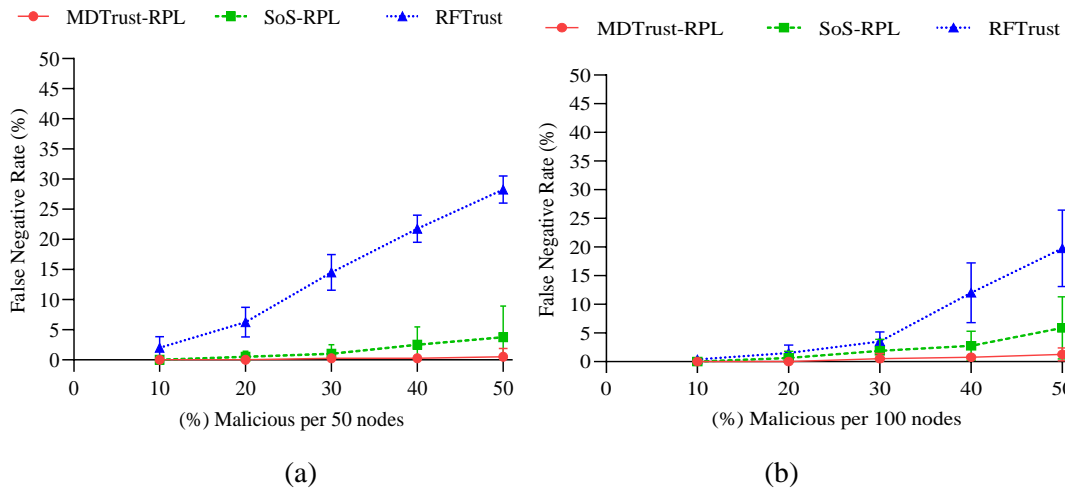 MDTrust-RPL SoS-RPL RFTrust
False Negative Rate (%)
50
45
40
35
30
25
20
15
10
5
0
0 10 20 30 40 50
(%) Malicious per 50 nodes
(a)
MDTrust-RPL SoS-RPL RFTrust
False Negative Rate (%)
50
45
40
35
30
25
20
15
10
5
0
0 10 20 30 40 50
(%) Malicious per 100 nodes
(b)